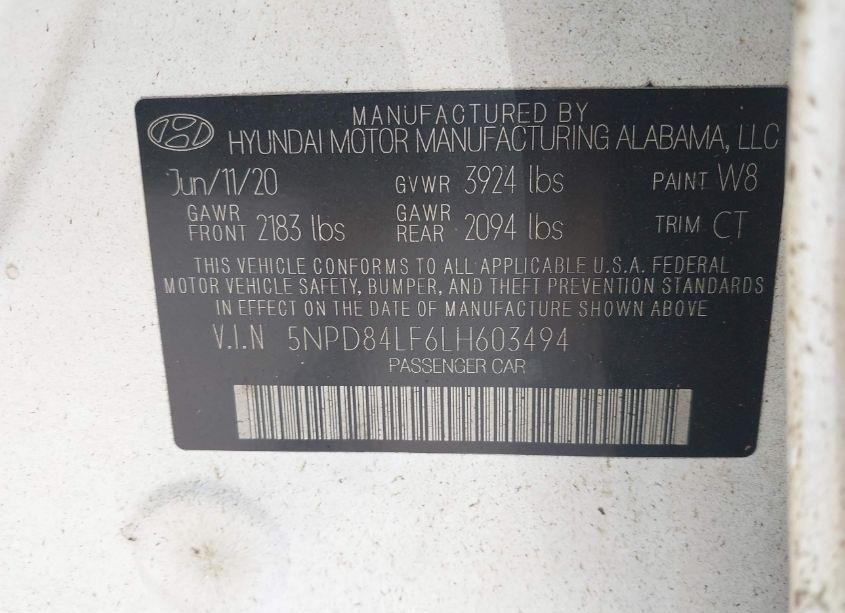 MANUFACTURED BY
HYUNDAI MOTOR MANUFACTURING ALABAMA, LLC
Jun/11/20 GVWR 3924 lbs PAINT W8
GAWR FRONT 2183 lbs GAWR REAR 2094 lbs TRIM CT
THIS VEHICLE CONFORMS TO ALL APPLICABLE U.S.A. FEDERAL
MOTOR VEHICLE SAFETY, BUMPER, AND THEFT PREVENTION STANDARDS
IN EFFECT ON THE DATE OF MANUFACTURE SHOWN ABOVE
V.I.N 5NPD84LF6LH603494
PASSENGER CAR